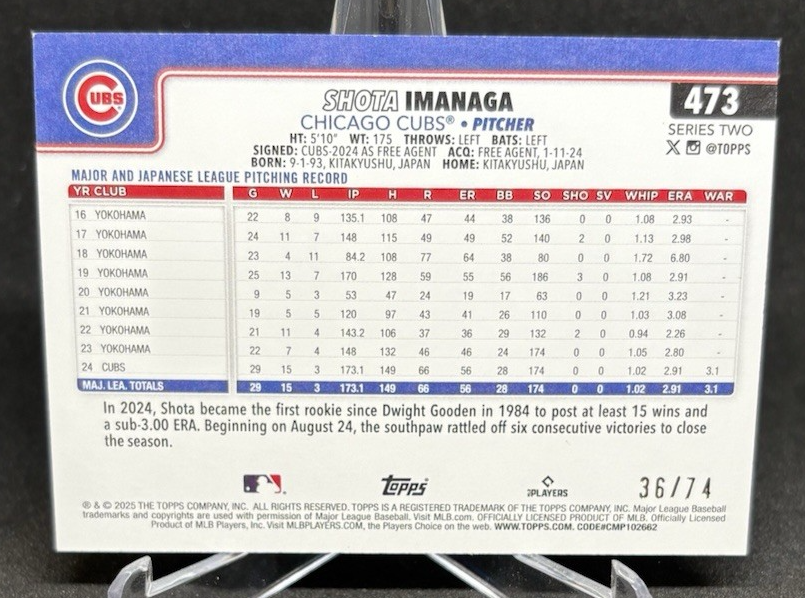 CUBS
SHOTA IMANAGA
473
CHICAGO CUBS® • PITCHER
SERIES TWO
HT: 5'10" WT: 175 THROWS: LEFT BATS: LEFT
@TOPPS
SIGNED: CUBS-2024 AS FREE AGENT ACQ: FREE AGENT, 1-11-24
BORN: 9-1-93, KITAKYUSHU, JAPAN HOME: KITAKYUSHU, JAPAN
MAJOR AND JAPANESE LEAGUE PITCHING RECORD
YR CLUB G W L IP H R ER BB SO SHO SV WHIP ERA WAR
16 YOKOHAMA 22 8 9 135.1 108 47 44 38 136 0 0 1.08 2.93 -
17 YOKOHAMA 24 11 7 148 115 49 49 52 140 2 0 1.13 2.98 -
18 YOKOHAMA 23 4 11 84.2 108 77 64 38 80 0 0 1.72 6.80 -
19 YOKOHAMA 25 13 7 170 128 59 55 56 186 3 0 1.08 2.91 -
20 YOKOHAMA 9 5 3 53 47 24 19 17 63 0 0 1.21 3.23 -
21 YOKOHAMA 19 5 5 120 97 43 41 26 110 0 0 1.03 3.08 -
22 YOKOHAMA 21 11 4 143.2 106 37 36 29 132 2 0 0.94 2.26 -
23 YOKOHAMA 22 7 4 148 132 46 46 24 174 0 0 1.05 2.80 -
24 CUBS 29 15 3 173.1 149 66 56 28 174 0 0 1.02 2.91 3.1
MAJ. LEA. TOTALS 29 15 3 173.1 149 66 56 28 174 0 0 1.02 2.91 3.1
In 2024, Shota became the first rookie since Dwight Gooden in 1984 to post at least 15 wins and
a sub-3.00 ERA. Beginning on August 24, the southpaw rattled off six consecutive victories to close
the season.
Topps PLAYERS 36/74
® & © 2025 THE TOPPS COMPANY, INC. ALL RIGHTS RESERVED. TOPPS IS A REGISTERED TRADEMARK OF THE TOPPS COMPANY, INC. Major League Baseball
trademarks and copyrights are used with permission of Major League Baseball. Visit MLB.com. OFFICIALLY LICENSED PRODUCT OF MLB. Officially Licensed
Product of MLB Players, Inc. Visit MLBPLAYERS.COM, the Players Choice on the web. WWW.TOPPS.COM. CODE#CMP102662